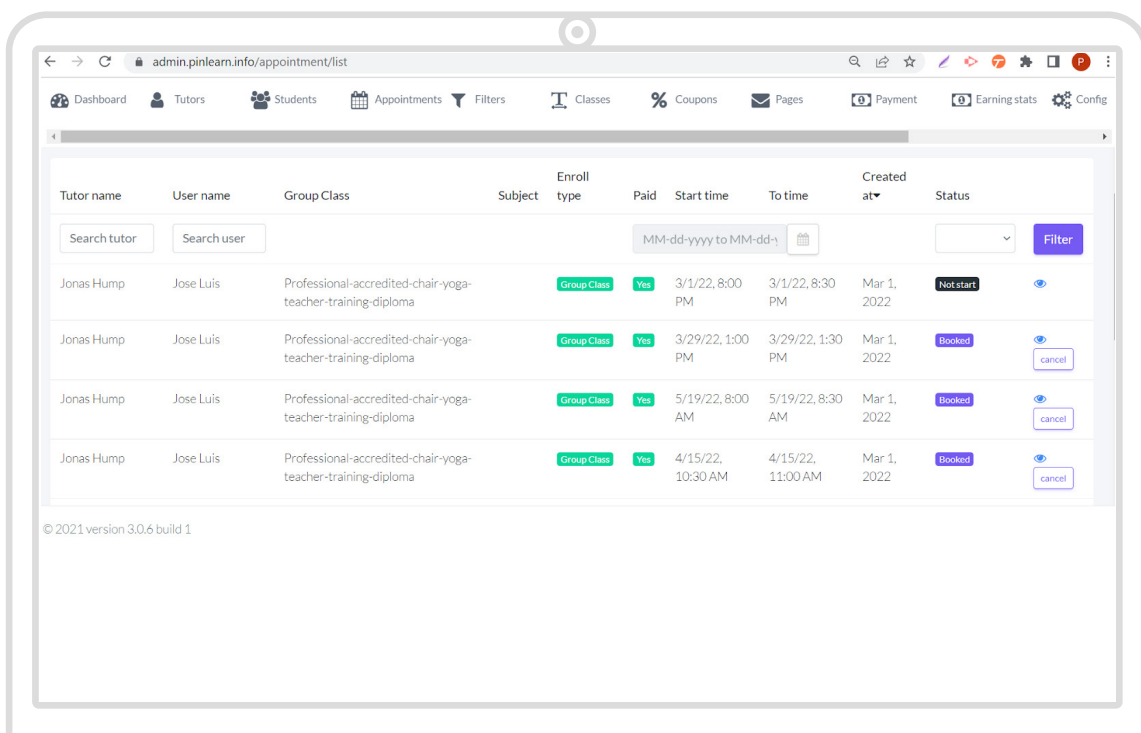 admin.pinlearn.info/appointment/list
P
Dashboard Tutors Students Appointments Filters Classes Coupons Pages Payment Earning stats Config
Tutor name User name Group Class Subject Enroll type Paid Start time To time Created at Status
Search tutor Search user MM-dd-yyyy to MM-dd-y Filter
Jonas Hump Jose Luis Professional-accredited-chair-yoga- Group Class Yes 3/1/22, 8:00 3/1/22, 8:30 Mar 1, Not start
teacher-training-diploma PM PM 2022
Jonas Hump Jose Luis Professional-accredited-chair-yoga- Group Class Yes 3/29/22, 1:00 3/29/22, 1:30 Mar 1, Booked
teacher-training-diploma PM PM 2022 cancel
Jonas Hump Jose Luis Professional-accredited-chair-yoga- Group Class Yes 5/19/22, 8:00 5/19/22, 8:30 Mar 1, Booked
teacher-training-diploma AM AM 2022 cancel
Jonas Hump Jose Luis Professional-accredited-chair-yoga- Group Class Yes 4/15/22, 4/15/22, Mar 1, Booked
teacher-training-diploma 10:30 AM 11:00 AM 2022 cancel
© 2021 version 3.0.6 build 1